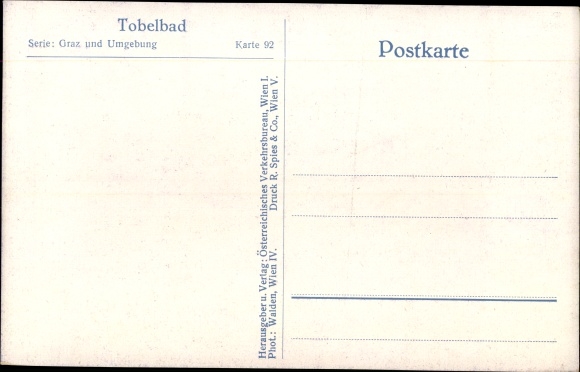 Tobelbad
Serie: Graz und Umgebung Karte 92
Herausgeber u. Verlag: Österreichisches Verkehrsbureau, Wien I.
Phot.: Walden, Wien IV. Druck R. Spies & Co., Wien V.
Postkarte